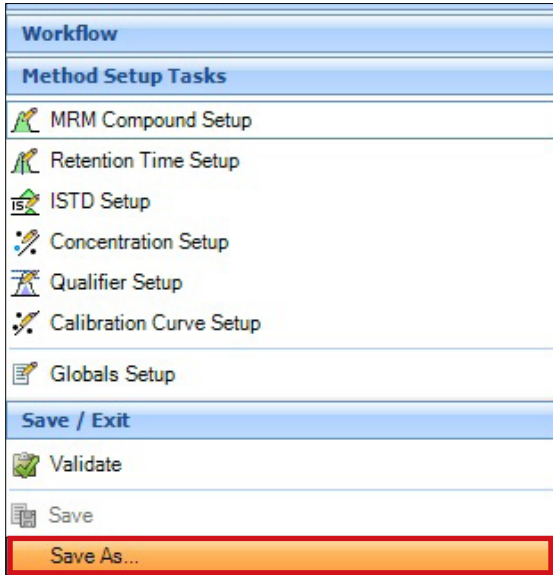 Workflow
Method Setup Tasks
MRM Compound Setup
Retention Time Setup
ISTD Setup
Concentration Setup
Qualifier Setup
Calibration Curve Setup
Globals Setup
Save / Exit
Validate
Save
Save As...